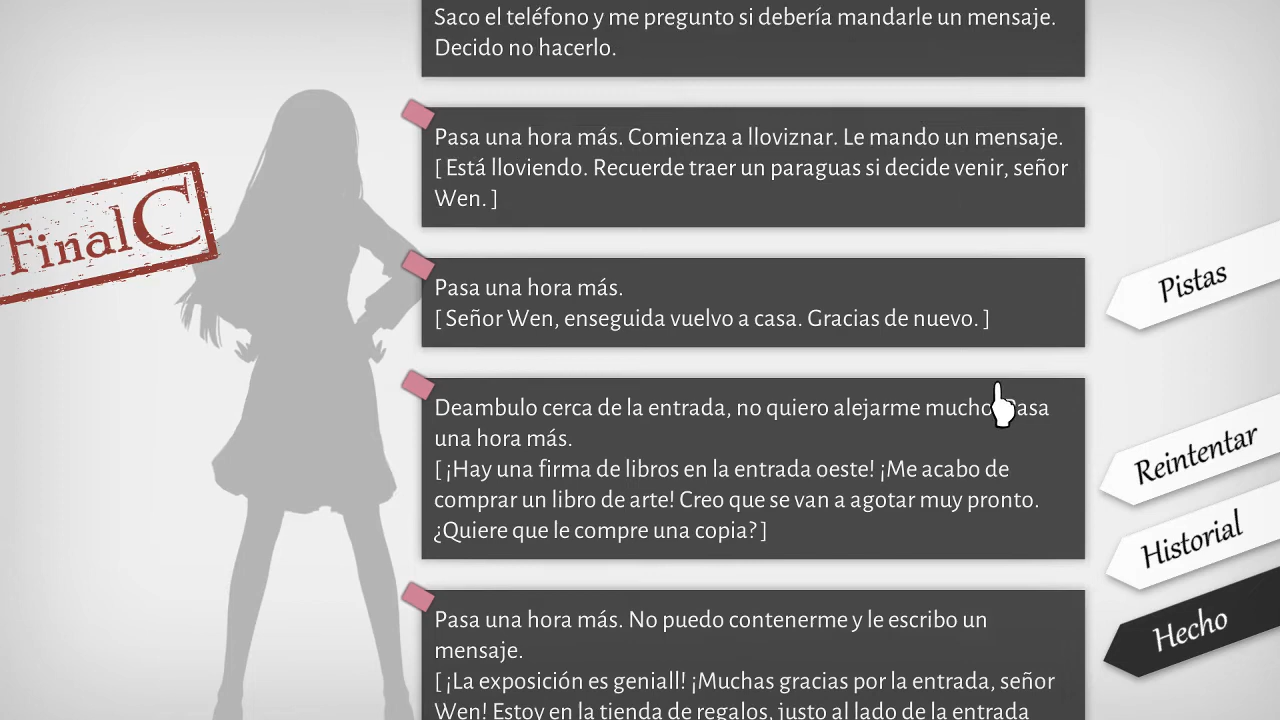 Saco el teléfono y me pregunto si debería mandarle un mensaje.
Decido no hacerlo.
Pasa una hora más. Comienza a lloviznar. Le mando un mensaje.
[ Está lloviendo. Recuerde traer un paraguas si decide venir, señor
Wen. ]
Pasa una hora más.
[ Señor Wen, enseguida vuelvo a casa. Gracias de nuevo. ]
Deambulo cerca de la entrada, no quiero alejarme mucho. Pasa
una hora más.
[ ¡Hay una firma de libros en la entrada oeste! ¡Me acabo de
comprar un libro de arte! Creo que se van a agotar muy pronto.
¿Quiere que le compre una copia? ]
Pasa una hora más. No puedo contenerme y le escribo un
mensaje.
[ ¡La exposición es geniall! ¡Muchas gracias por la entrada, señor
Wen! Estoy en la tienda de regalos, justo al lado de la entrada
Final C
Pistas
Reintentar
Historial
Hecho